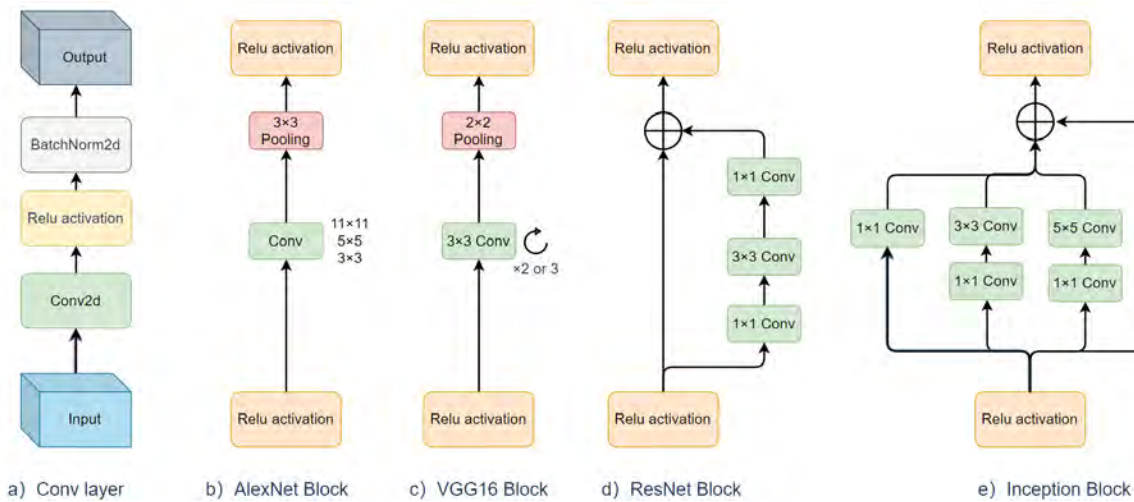 Output
BatchNorm2d
Relu activation
Conv2d
Input
a) Conv layer
Relu activation
3×3
Pooling
Conv
11×11
5×5
3×3
Relu activation
b) AlexNet Block
Relu activation
2×2
Pooling
3×3 Conv
×2 or 3
Relu activation
c) VGG16 Block
Relu activation
1×1 Conv
3×3 Conv
1×1 Conv
Relu activation
d) ResNet Block
Relu activation
1×1 Conv
3×3 Conv
5×5 Conv
1×1 Conv
1×1 Conv
Relu activation
e) Inception Block